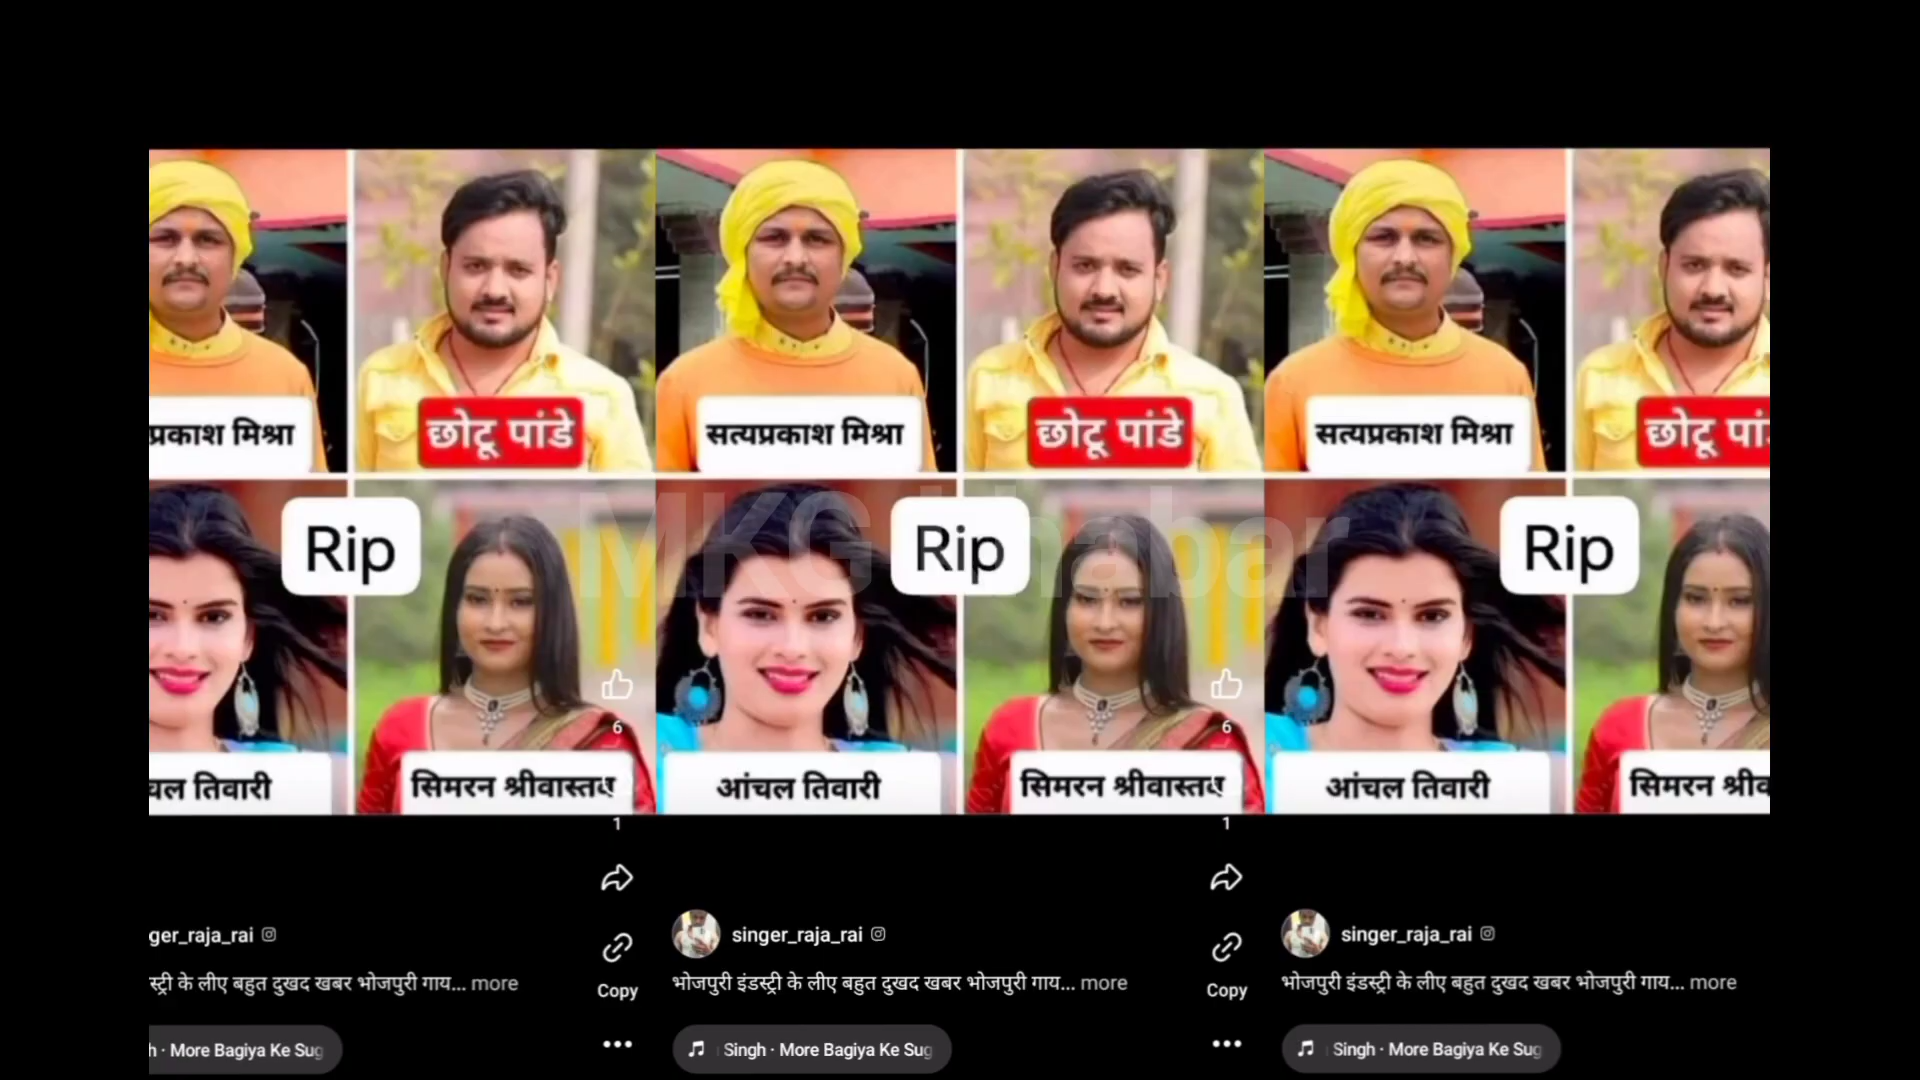 प्रकाश मिश्रा
छोटू पांडे
सत्यप्रकाश मिश्रा
छोटू पांडे
सत्यप्रकाश मिश्रा
छोटू पां
MKG Khabar
Rip
Rip
Rip
6
6
चल तिवारी
सिमरन श्रीवास्तव
आंचल तिवारी
सिमरन श्रीवास्तव
आंचल तिवारी
सिमरन श्रीव
1
1
ger_raja_rai
singer_raja_rai
singer_raja_rai
स्ट्री के लीए बहुत दुखद खबर भोजपुरी गाय... more
भोजपुरी इंडस्ट्री के लीए बहुत दुखद खबर भोजपुरी गाय... more
भोजपुरी इंडस्ट्री के लीए बहुत दुखद खबर भोजपुरी गाय... more
Copy
Copy
h · More Bagiya Ke Sug
Singh · More Bagiya Ke Sug
Singh · More Bagiya Ke Sug